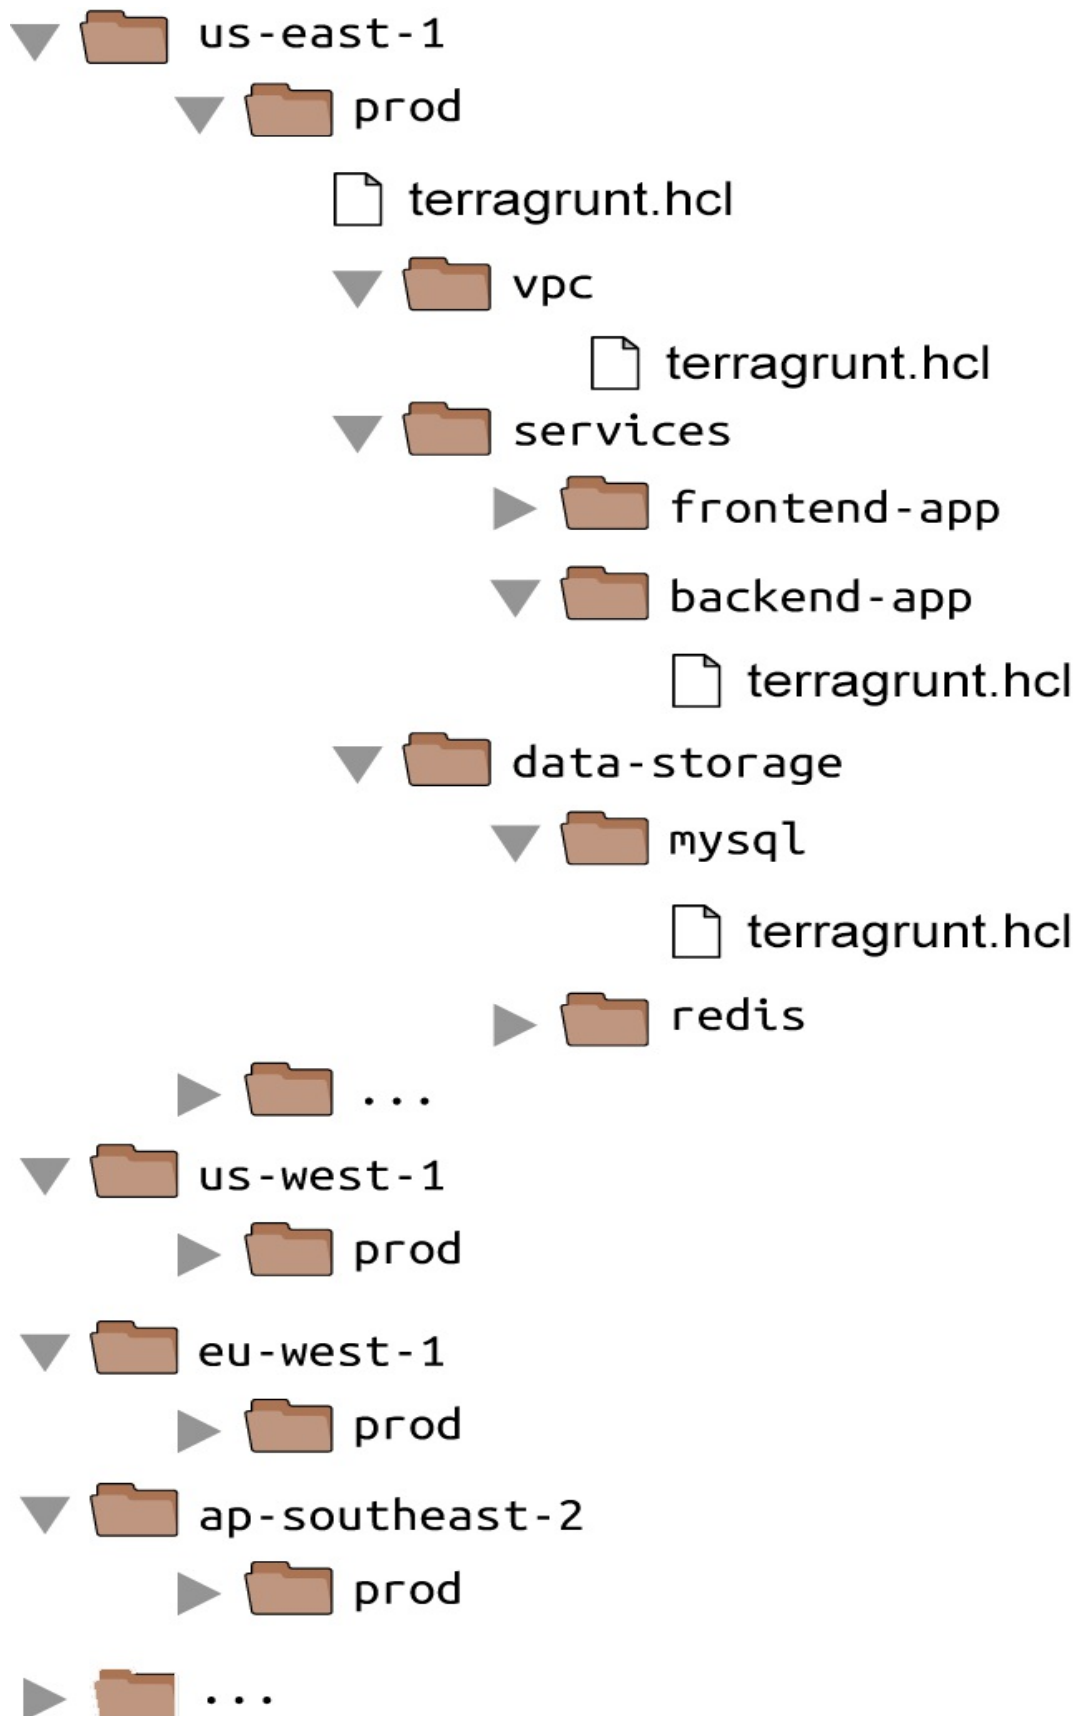 us-east-1
prod
terragrunt.hcl
vpc
terragrunt.hcl
services
frontend-app
backend-app
terragrunt.hcl
data-storage
mysql
terragrunt.hcl
redis
...
us-west-1
prod
eu-west-1
prod
ap-southeast-2
prod
...